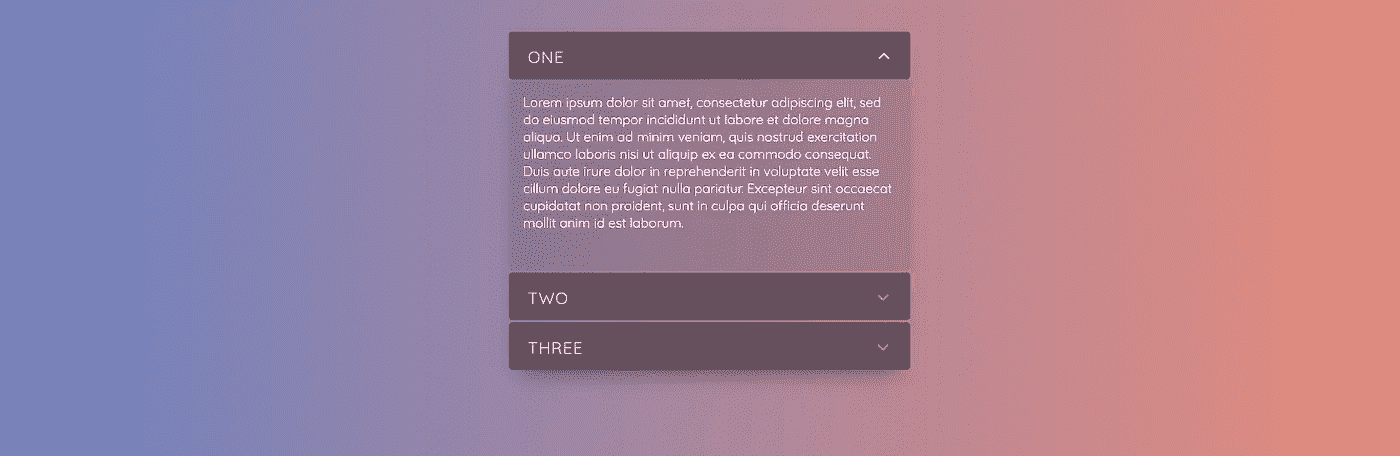 ONE
Lorem ipsum dolor sit amet, consectetur adipiscing elit, sed
do eiusmod tempor incididunt ut labore et dolore magna
aliqua. Ut enim ad minim veniam, quis nostrud exercitation
ullamco laboris nisi ut aliquip ex ea commodo consequat.
Duis aute irure dolor in reprehenderit in voluptate velit esse
cillum dolore eu fugiat nulla pariatur. Excepteur sint occaecat
cupidatat non proident, sunt in culpa qui officia deserunt
mollit anim id est laborum.
TWO
THREE